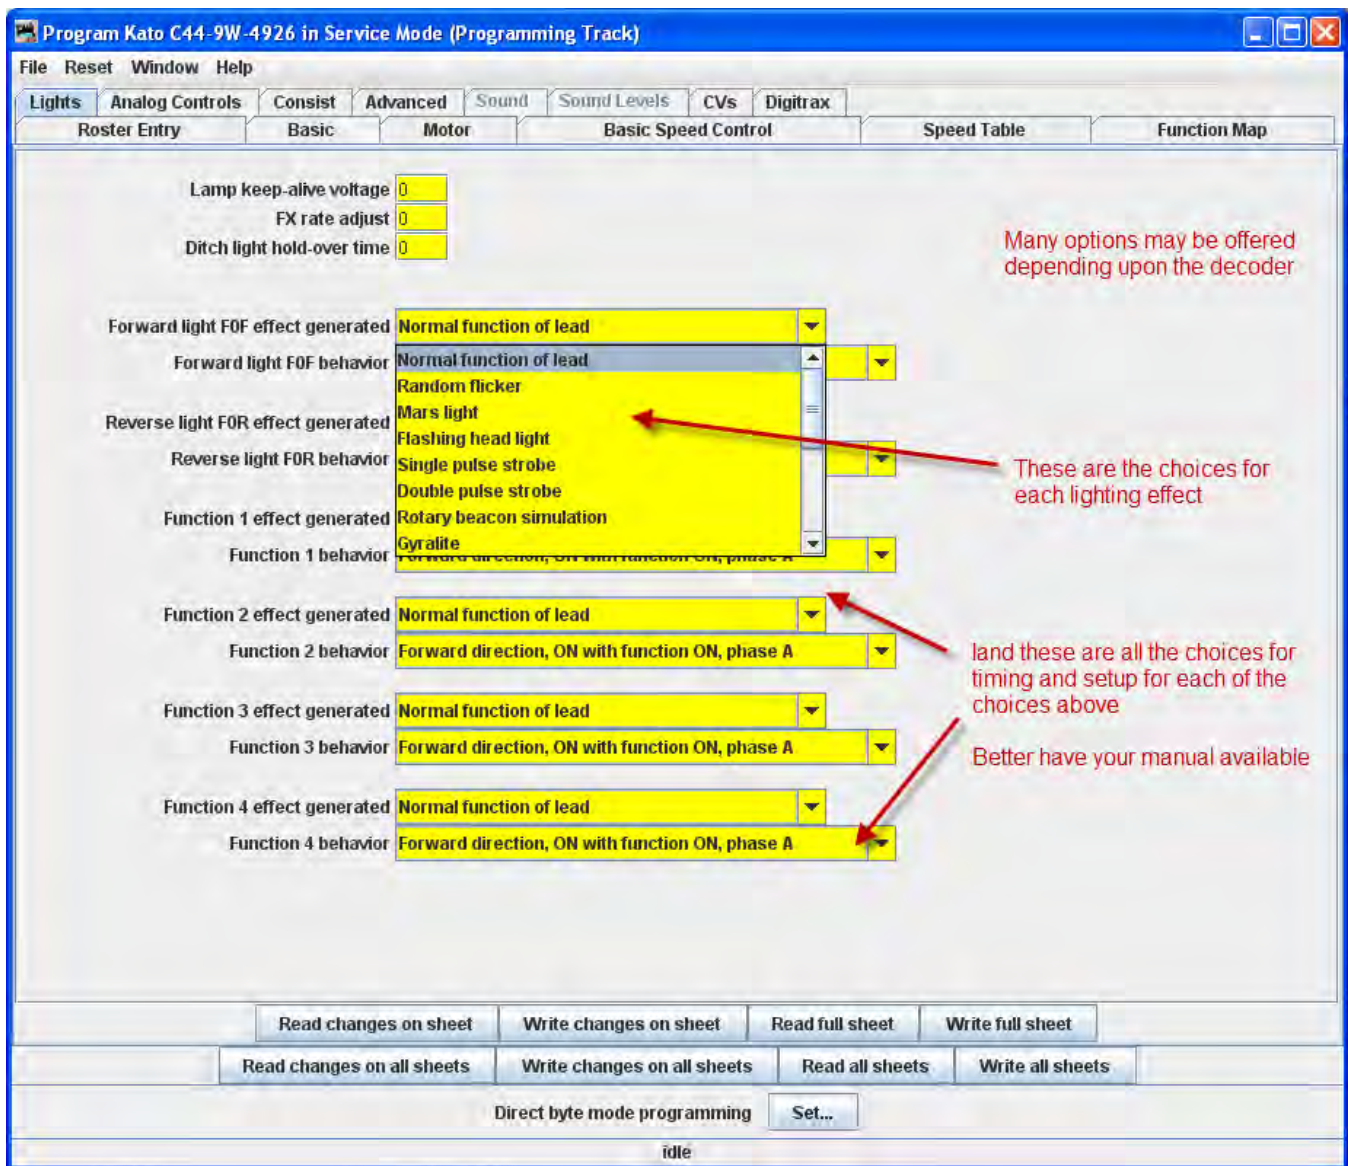 Program Kato C44-9W-4926 in Service Mode (Programming Track)
File Reset Window Help
Lights Analog Controls Consist Advanced Sound Sound Levels CVs Digitrax
Roster Entry Basic Motor Basic Speed Control Speed Table Function Map
Lamp keep-alive voltage 0
FX rate adjust 0
Ditch light hold-over time 0
Many options may be offered
depending upon the decoder
Forward light F0F effect generated Normal function of lead
Forward light F0F behavior
Normal function of lead
Random flicker
Mars light
Flashing head light
Single pulse strobe
Double pulse strobe
Rotary beacon simulation
Gyralite
Reverse light F0R effect generated
Reverse light F0R behavior
These are the choices for
each lighting effect
Function 1 effect generated
Function 1 behavior Forward direction, ON with function ON, phase A
Function 2 effect generated Normal function of lead
Function 2 behavior Forward direction, ON with function ON, phase A
land these are all the choices for
timing and setup for each of the
choices above
Better have your manual available
Function 3 effect generated Normal function of lead
Function 3 behavior Forward direction, ON with function ON, phase A
Function 4 effect generated Normal function of lead
Function 4 behavior Forward direction, ON with function ON, phase A
Read changes on sheet Write changes on sheet Read full sheet Write full sheet
Read changes on all sheets Write changes on all sheets Read all sheets Write all sheets
Direct byte mode programming Set...
idle